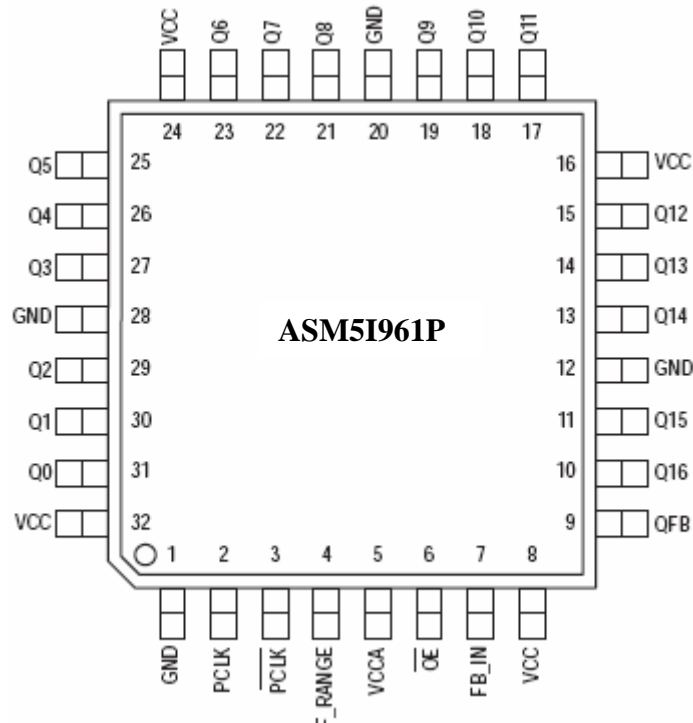 VCC Q6 Q7 Q8 GND Q9 Q10 Q11
24 23 22 21 20 19 18 17
Q5 25 16 VCC
Q4 26 15 Q12
Q3 27 14 Q13
GND 28 13 Q14
ASM5I961P
Q2 29 12 GND
Q1 30 11 Q15
Q0 31 10 Q16
VCC 32 9 QFB
1 2 3 4 5 6 7 8
GND PCLK P̅C̅L̅K̅ F_RANGE VCCA O̅E̅ FB_IN VCC